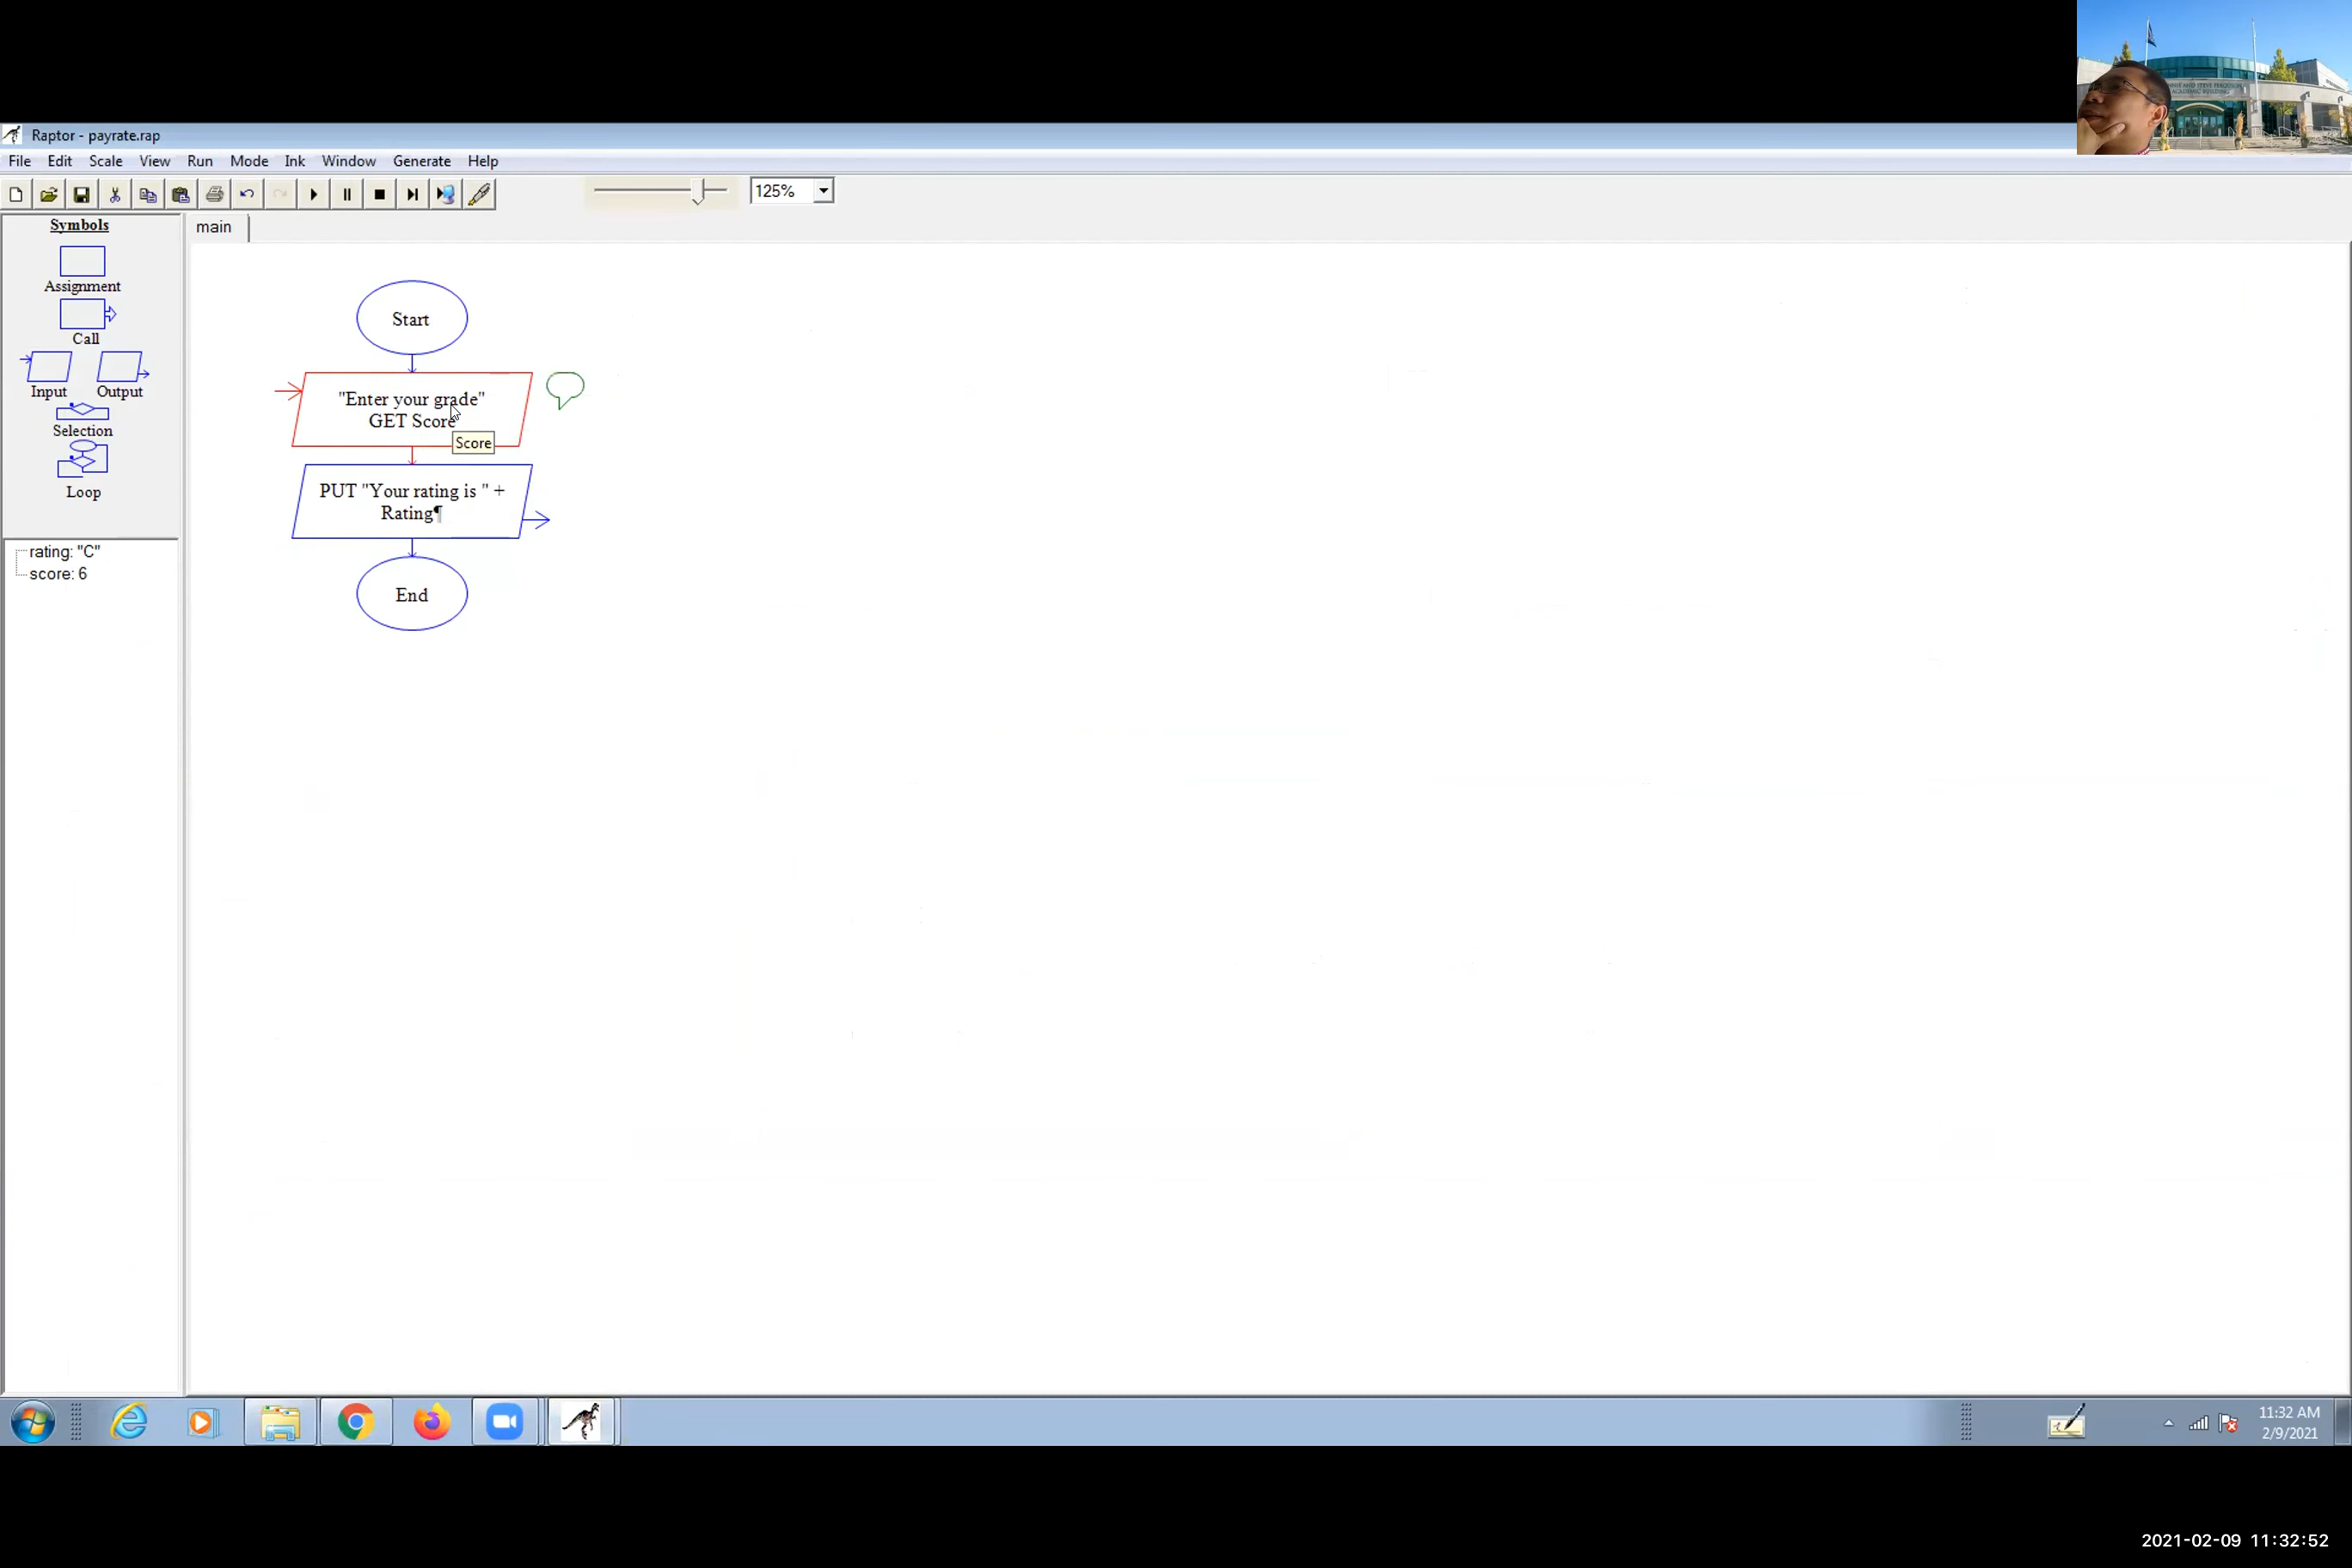 Raptor - payrate.rap
File Edit Scale View Run Mode Ink Window Generate Help
125%
Symbols
main
Assignment
Call
Input Output
Selection
Loop
Start
"Enter your grade"
GET Score
Score
PUT "Your rating is " +
Rating¶
End
rating: "C"
score: 6
11:32 AM
2/9/2021
2021-02-09 11:32:52